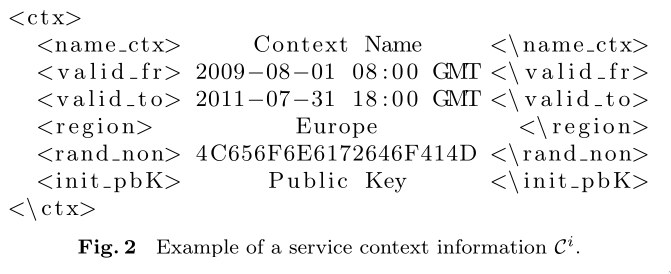 <ctx>
<name_ctx> Context Name <\name_ctx>
<valid_fr> 2009-08-01 08:00 GMT <\valid_fr>
<valid_to> 2011-07-31 18:00 GMT <\valid_to>
<region> Europe <\region>
<rand_non> 4C656F6E6172646F414D <\rand_non>
<init_pbK> Public Key <\init_pbK>
<\ctx>
Fig. 2 Example of a service context information 𝒞ⁱ.